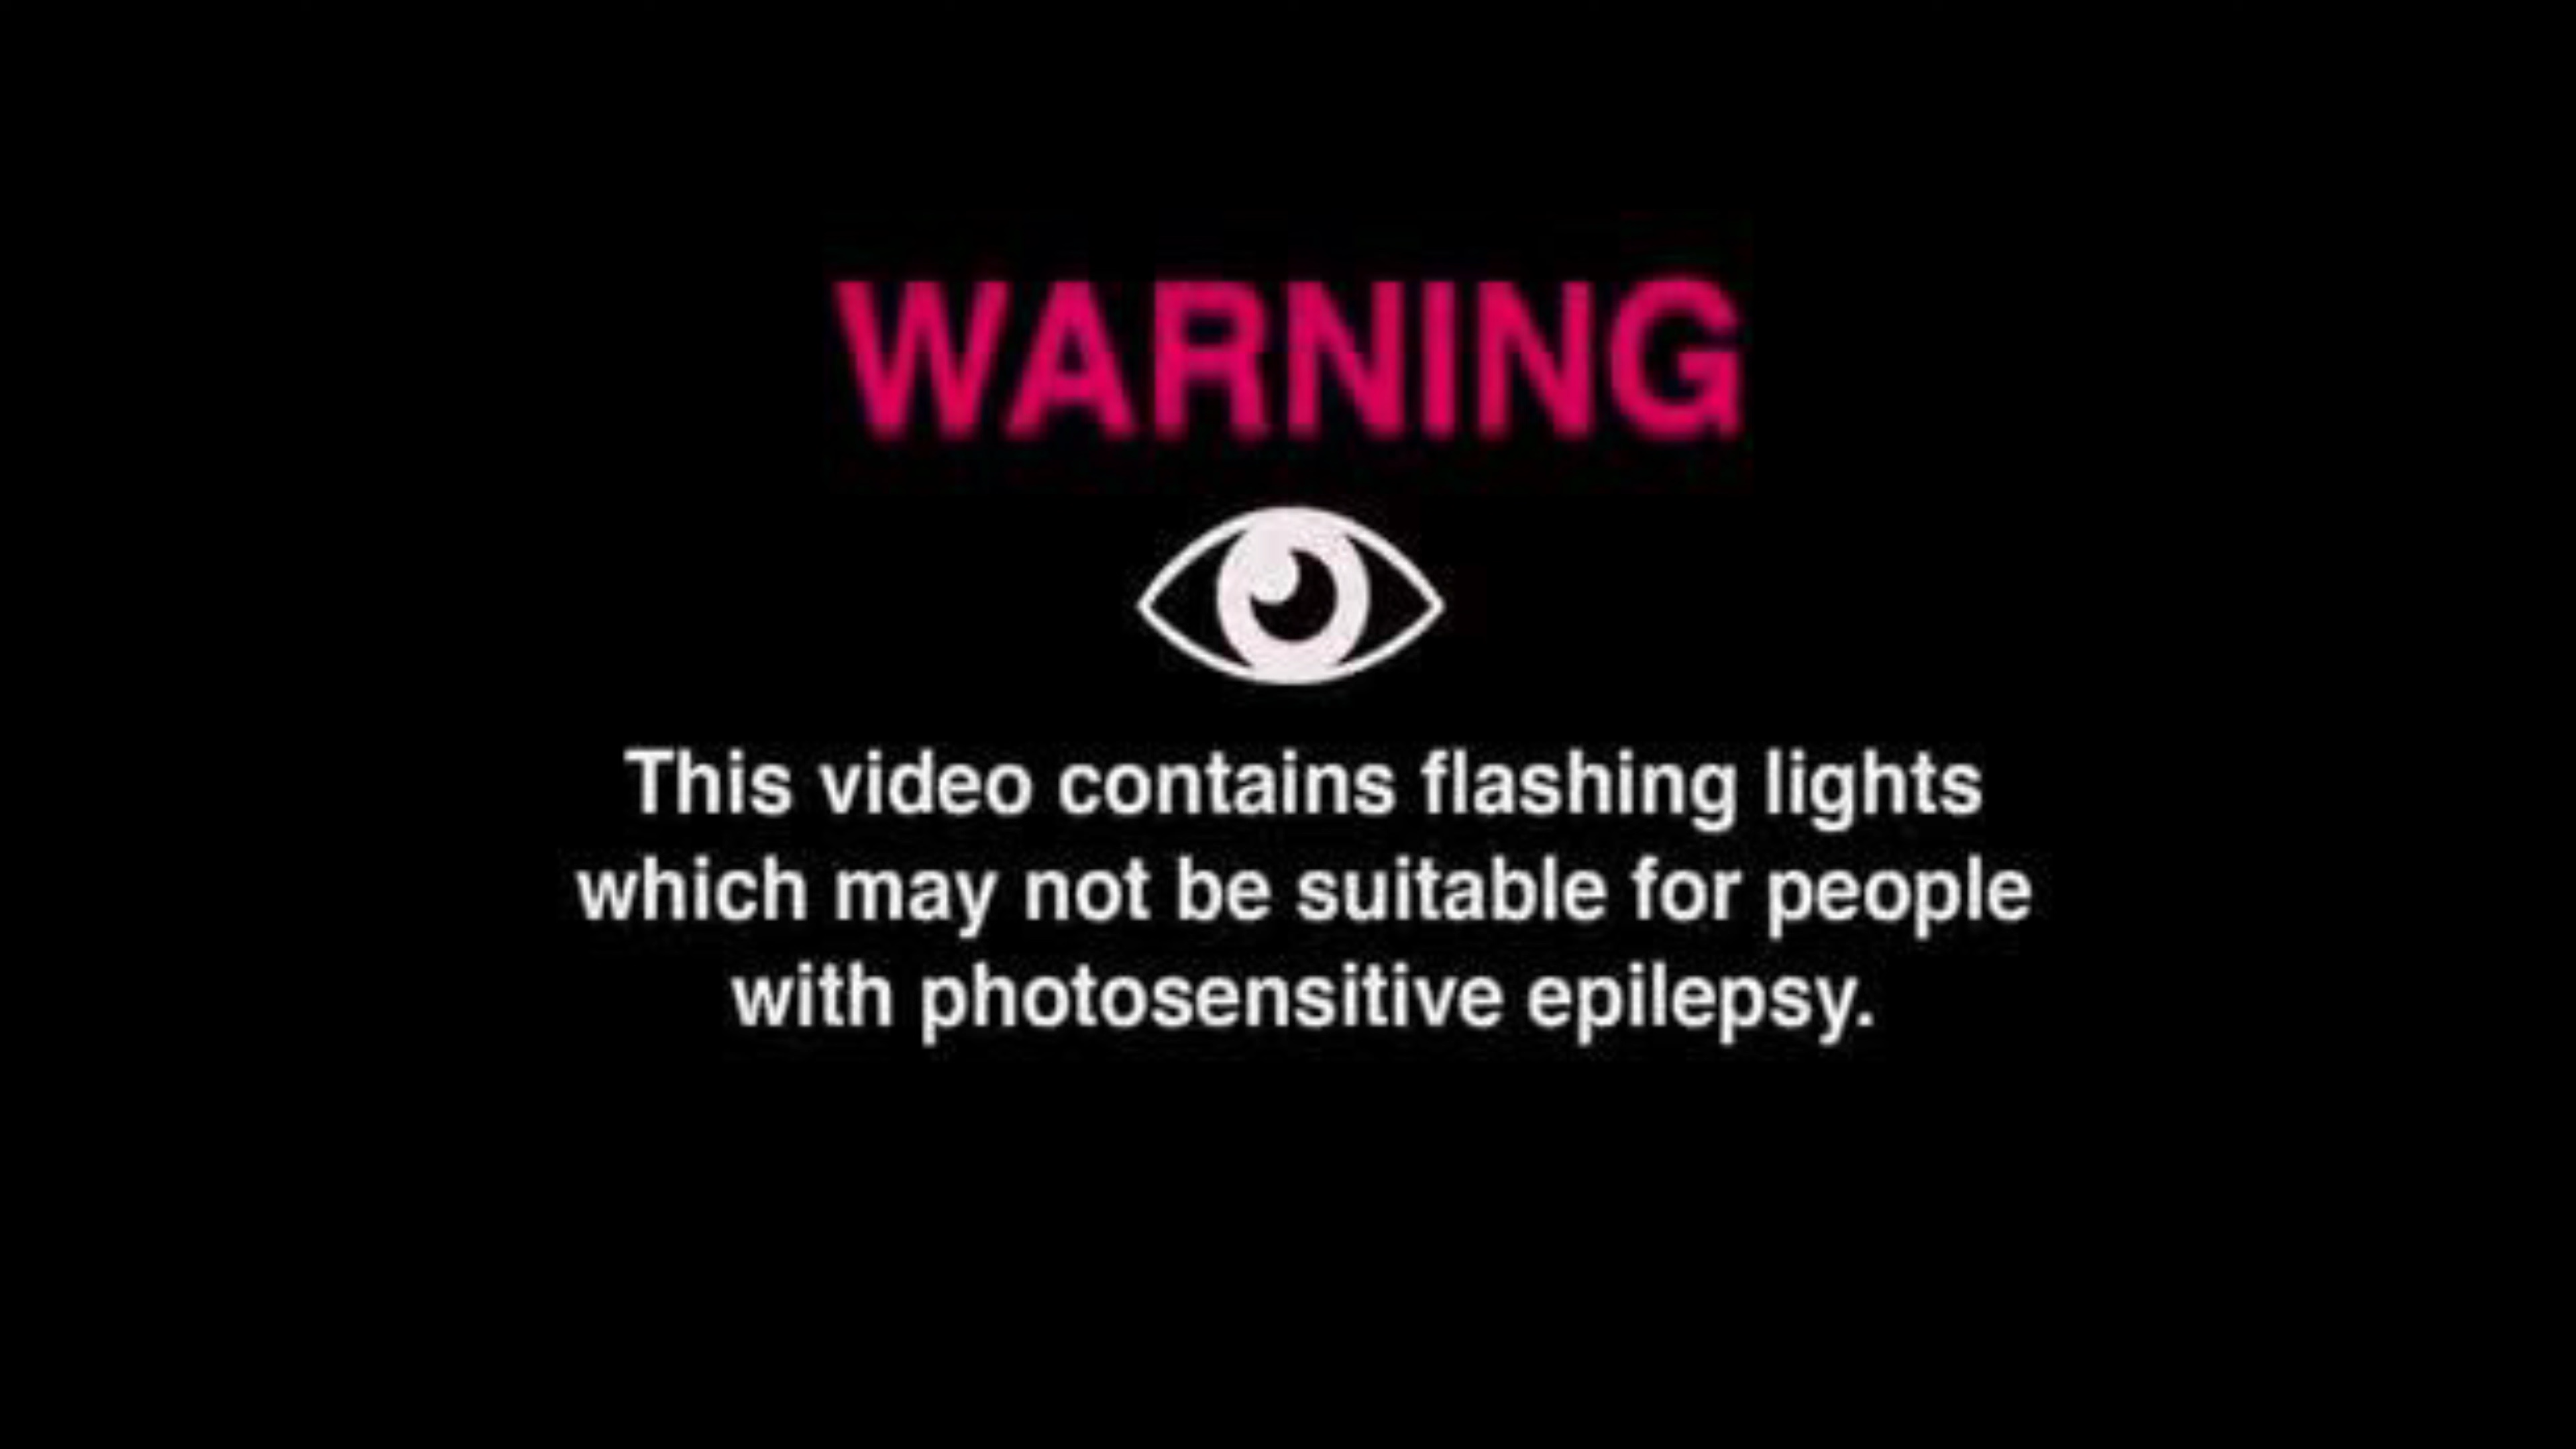 WARNING
This video contains flashing lights
which may not be suitable for people
with photosensitive epilepsy.